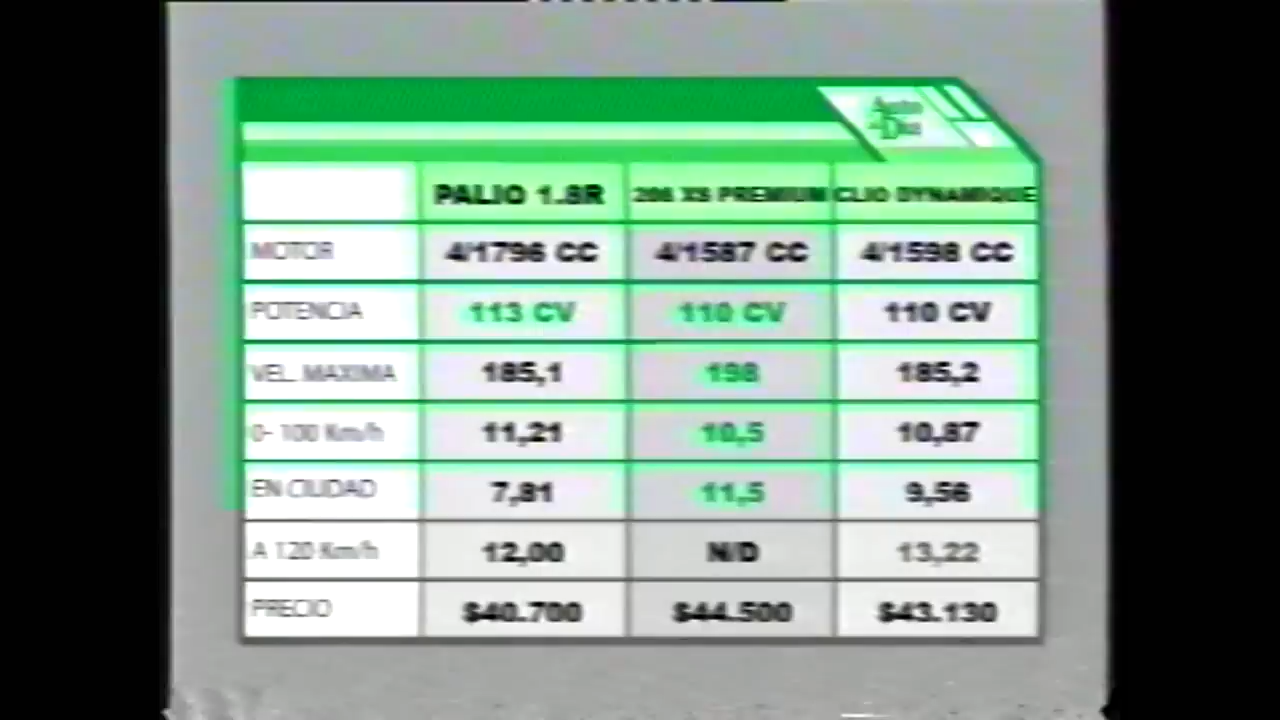 Auto
al Día
PALIO 1.8R 206 XS PREMIUM CLIO DYNAMIQUE
MOTOR 4/1796 CC 4/1587 CC 4/1598 CC
POTENCIA 113 CV 110 CV 110 CV
VEL. MAXIMA 185,1 198 185,2
0- 100 Km/h 11,21 10,5 10,87
EN CIUDAD 7,81 11,5 9,56
A 120 Km/h 12,00 N/D 13,22
PRECIO $40.700 $44.500 $43.130